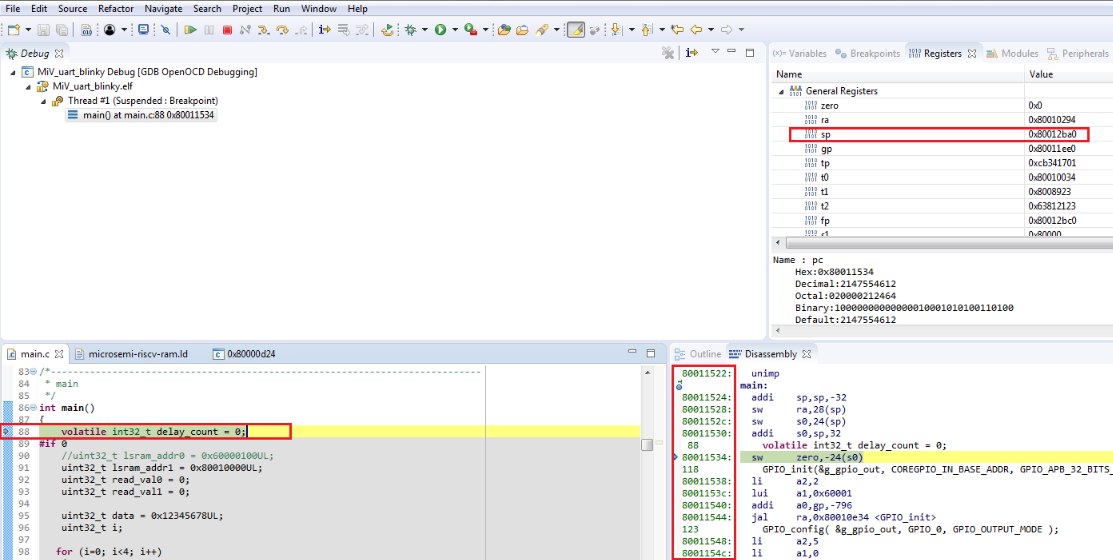 File Edit Source Refactor Navigate Search Project Run Window Help
Debug
MiV_uart_blinky Debug [GDB OpenOCD Debugging]
MiV_uart_blinky.elf
Thread #1 (Suspended : Breakpoint)
main() at main.c:88 0x80011534
(x)= Variables Breakpoints Registers Modules Peripherals
Name Value
General Registers
zero 0x0
ra 0x80010294
sp 0x80012ba0
gp 0x80011ee0
tp 0xcb341701
t0 0x80010034
t1 0x8008923
t2 0x63812123
fp 0x80012bc0
s1 0x80000
Name : pc
Hex:0x80011534
Decimal:2147554612
Octal:020000212464
Binary:10000000000000010001010100110100
Default:2147554612
main.c microsemi-riscv-ram.ld 0x80000d24
83 /*-------------------------------------------------------------
84 * main
85 */
86 int main()
87 {
88 volatile int32_t delay_count = 0;
89 #if 0
90 //uint32_t lsram_addr0 = 0x60000100UL;
91 uint32_t lsram_addr1 = 0x80010000UL;
92 uint32_t read_val0 = 0;
93 uint32_t read_val1 = 0;
94
95 uint32_t data = 0x12345678UL;
96 uint32_t i;
97
98 for (i=0; i<4; i++)
Outline Disassembly
80011522: unimp
main:
80011524: addi sp,sp,-32
80011528: sw ra,28(sp)
8001152c: sw s0,24(sp)
80011530: addi s0,sp,32
88 volatile int32_t delay_count = 0;
80011534: sw zero,-24(s0)
118 GPIO_init(&g_gpio_out, COREGPIO_IN_BASE_ADDR, GPIO_APB_32_BITS_
80011538: li a2,2
8001153c: lui a1,0x60001
80011540: addi a0,gp,-796
80011544: jal ra,0x80010e34 <GPIO_init>
123 GPIO_config( &g_gpio_out, GPIO_0, GPIO_OUTPUT_MODE );
80011548: li a2,5
8001154c: li a1,0